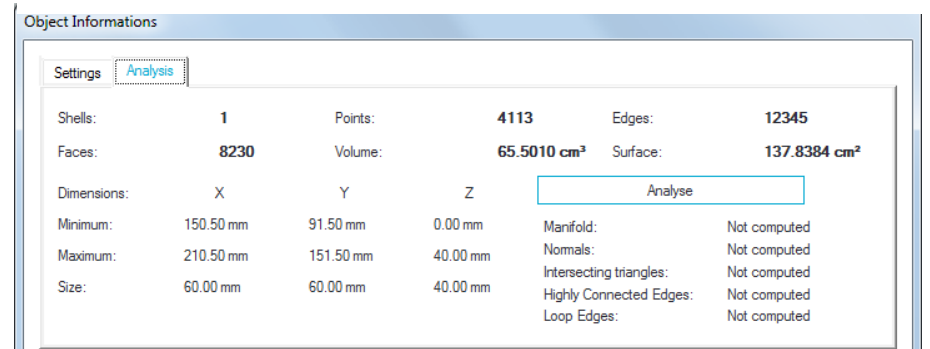 Object Informations
Settings Analysis
Shells: 1 Points: 4113 Edges: 12345
Faces: 8230 Volume: 65.5010 cm³ Surface: 137.8384 cm²
Dimensions: X Y Z Analyse
Minimum: 150.50 mm 91.50 mm 0.00 mm Manifold: Not computed
Maximum: 210.50 mm 151.50 mm 40.00 mm Normals: Not computed
Intersecting triangles: Not computed
Size: 60.00 mm 60.00 mm 40.00 mm Highly Connected Edges: Not computed
Loop Edges: Not computed